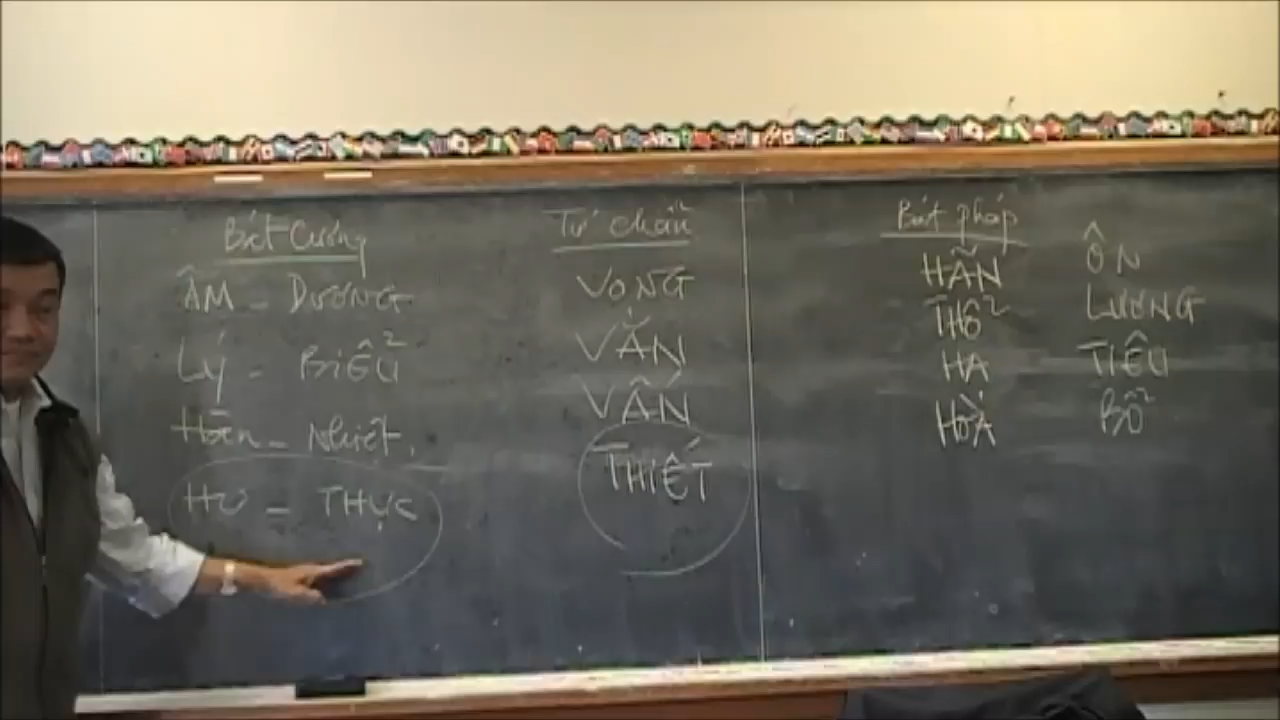 Bát Cương
ÂM - DƯƠNG
Lý - BIỂU
Hàn - Nhiệt,
HƯ - THỰC
Tứ chẩn
VỌNG
VĂN
VẤN
THIẾT
Bát pháp
HÃN ÔN
THỔ LƯƠNG
HẠ TIÊU
HOÀ BỔ